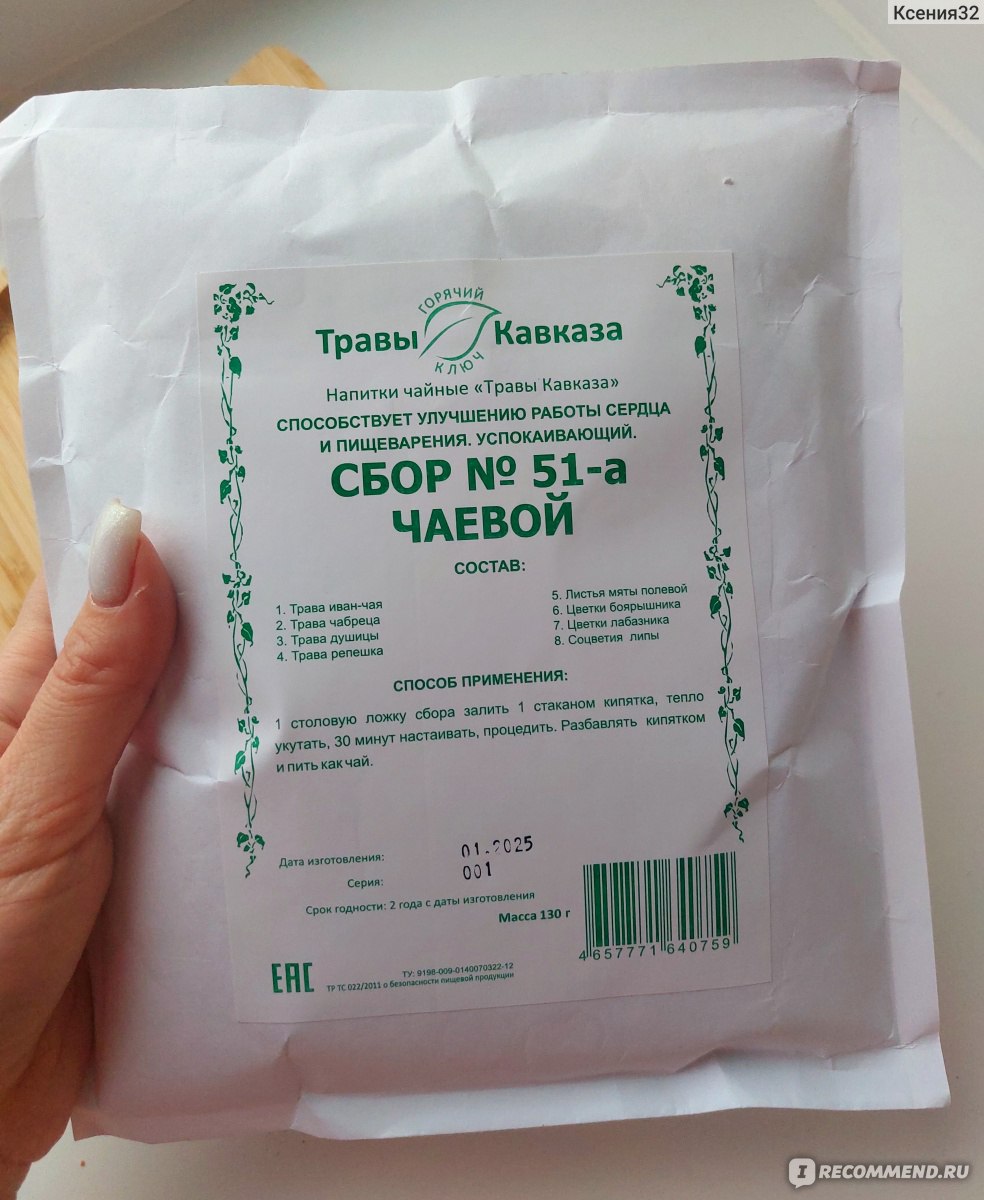 Ксения32
ГОРЯЧИЙ
Травы Кавказа
КЛЮЧ
Напитки чайные «Травы Кавказа»
СПОСОБСТВУЕТ УЛУЧШЕНИЮ РАБОТЫ СЕРДЦА
И ПИЩЕВАРЕНИЯ. УСПОКАИВАЮЩИЙ.
СБОР № 51-а
ЧАЕВОЙ
СОСТАВ:
1. Трава иван-чая
2. Трава чабреца
3. Трава душицы
4. Трава репешка
5. Листья мяты полевой
6. Цветки боярышника
7. Цветки лабазника
8. Соцветия липы
СПОСОБ ПРИМЕНЕНИЯ:
1 столовую ложку сбора залить 1 стаканом кипятка, тепло
укутать, 30 минут настаивать, процедить. Разбавлять кипятком
и пить как чай.
Дата изготовления: 01.2025
Серия: 001
Срок годности: 2 года с даты изготовления
Масса 130 г
4 657771 640759
EAC
ТУ: 9198-009-0140070322-12
ТР ТС 022/2011 о безопасности пищевой продукции
IRECOMMEND.RU